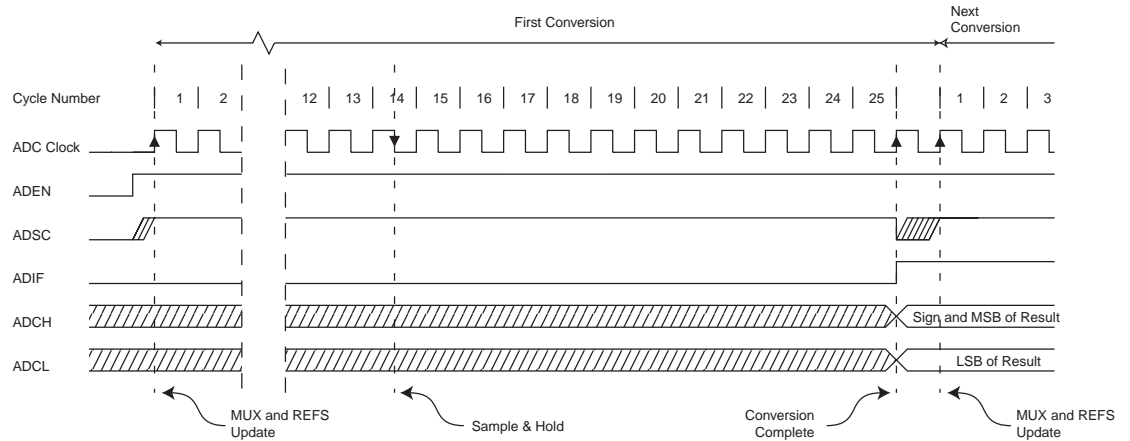 First Conversion
Next
Conversion
Cycle Number 1 2 12 13 14 15 16 17 18 19 20 21 22 23 24 25 1 2 3
ADC Clock
ADEN
ADSC
ADIF
ADCH Sign and MSB of Result
ADCL LSB of Result
MUX and REFS
Update
Sample & Hold
Conversion
Complete
MUX and REFS
Update